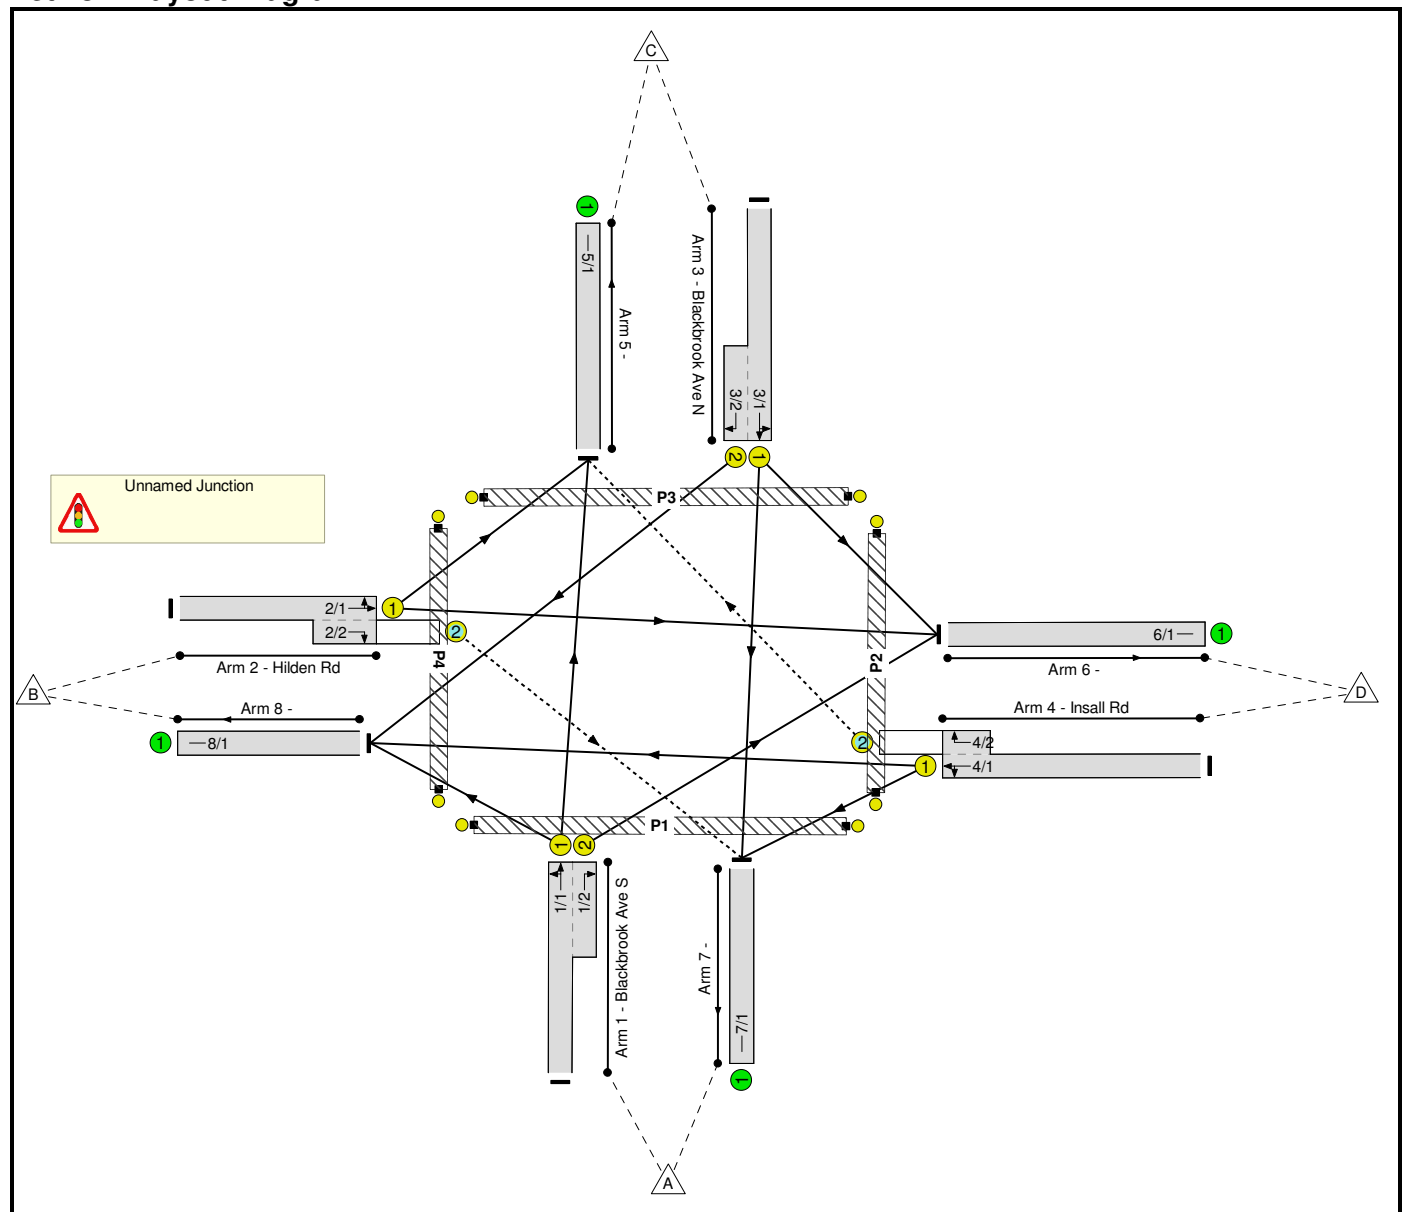 C
1
5/1
Arm 5 -
Arm 3 - Blackbrook Ave N
3/2
3/1
2
1
Unnamed Junction
P3
2/1
2/2
1
2
P4
Arm 2 - Hilden Rd
B
Arm 8 -
1
8/1
P2
6/1
1
Arm 6 -
D
Arm 4 - Insall Rd
2
4/2
4/1
1
P1
1
2
1/1
1/2
Arm 1 - Blackbrook Ave S
Arm 7 -
7/1
1
A